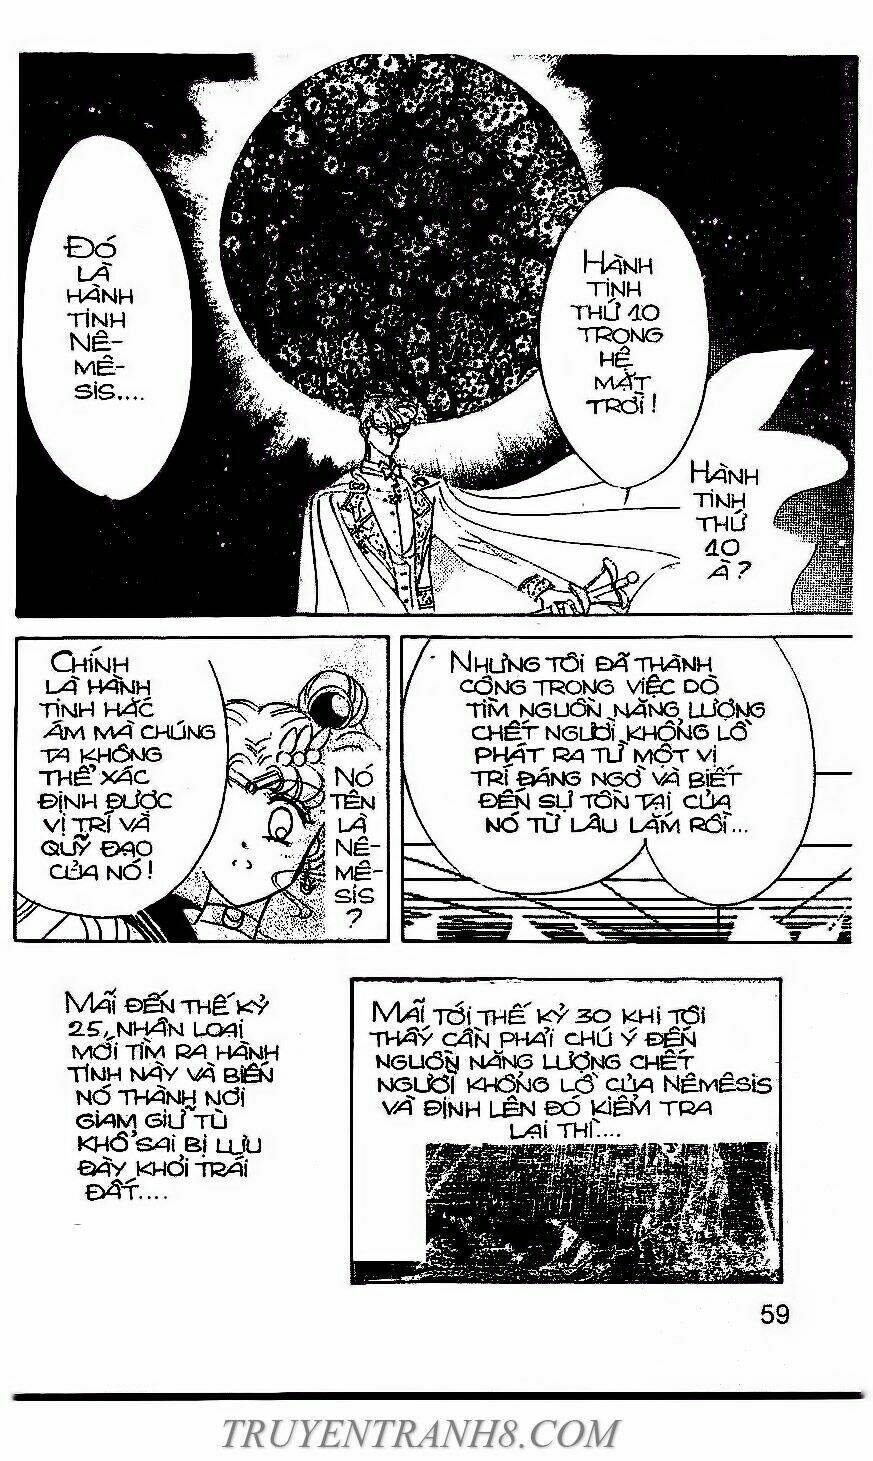 HÀNH
TINH
THỨ 10
TRONG
HỆ
MẶT
TRỜI!
HÀNH
TINH
THỨ
10
À?
ĐÓ
LÀ
HÀNH
TINH
NÊ-
MÊ-
SIS....
NHƯNG TÔI ĐÃ THÀNH
CÔNG TRONG VIỆC DÒ
TÌM NGUỒN NĂNG LƯỢNG
CHẾT NGƯỜI KHỔNG LỒ
PHÁT RA TỪ MỘT VỊ
TRÍ ĐÁNG NGỜ VÀ BIẾT
ĐẾN SỰ TỒN TẠI CỦA
NÓ TỪ LÂU LẮM RỒI...
NÓ
TÊN
LÀ
NÊ-
MÊ-
SIS
?
CHÍNH
LÀ HÀNH
TINH HẮC
ÁM MÀ CHÚNG
TA KHÔNG
THỂ XÁC
ĐỊNH ĐƯỢC
VỊ TRÍ VÀ
QUỸ ĐẠO
CỦA NÓ!
MÃI ĐẾN THẾ KỶ
25, NHÂN LOẠI
MỚI TÌM RA HÀNH
TINH NÀY VÀ BIẾN
NÓ THÀNH NƠI
GIAM GIỮ TÙ
KHỔ SAI BỊ LƯU
ĐÀY KHỎI TRÁI
ĐẤT....
MÃI TỚI THẾ KỶ 30 KHI TÔI
THẤY CẦN PHẢI CHÚ Ý ĐẾN
NGUỒN NĂNG LƯỢNG CHẾT
NGƯỜI KHỔNG LỒ CỦA NÊMÊSIS
VÀ ĐỊNH LÊN ĐÓ KIỂM TRA
LẠI THÌ....
59
TRUYENTRANH8.COM